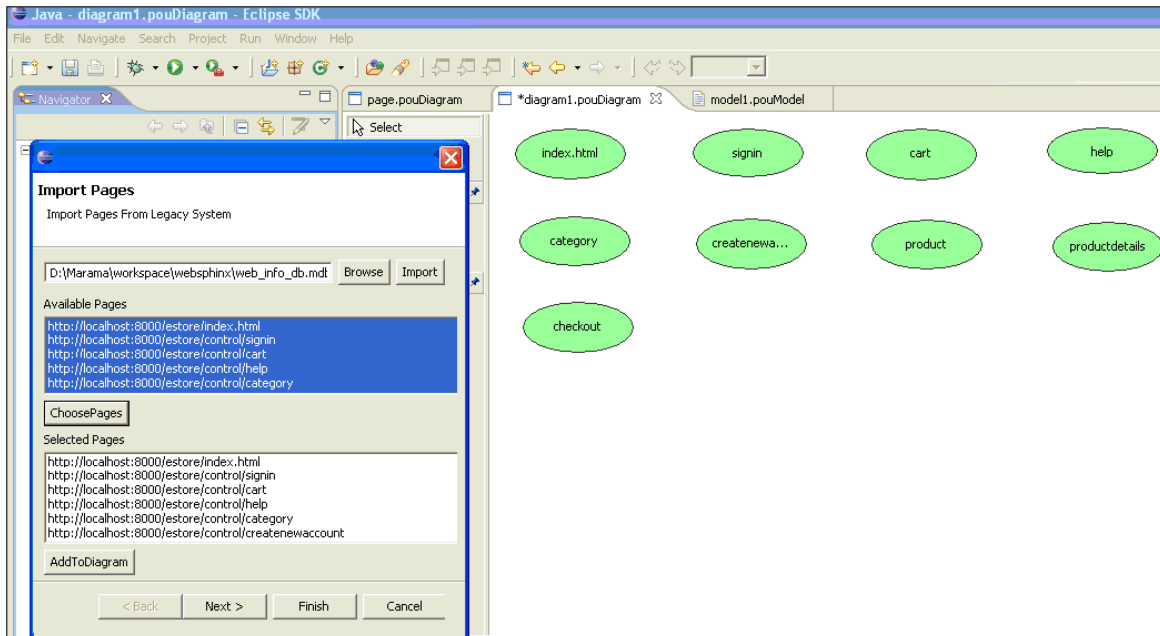 Java - diagram1.pouDiagram - Eclipse SDK
File Edit Navigate Search Project Run Window Help
Navigator
page.pouDiagram
*diagram1.pouDiagram
model1.pouModel
Select
Import Pages
Import Pages From Legacy System
D:\Marama\workspace\websphinx\web_info_db.mdb
Browse
Import
Available Pages
http://localhost:8000/estore/index.html
http://localhost:8000/estore/control/signin
http://localhost:8000/estore/control/cart
http://localhost:8000/estore/control/help
http://localhost:8000/estore/control/category
ChoosePages
Selected Pages
http://localhost:8000/estore/index.html
http://localhost:8000/estore/control/signin
http://localhost:8000/estore/control/cart
http://localhost:8000/estore/control/help
http://localhost:8000/estore/control/category
http://localhost:8000/estore/control/createnewaccount
AddToDiagram
< Back
Next >
Finish
Cancel
index.html
signin
cart
help
category
createnewa...
product
productdetails
checkout